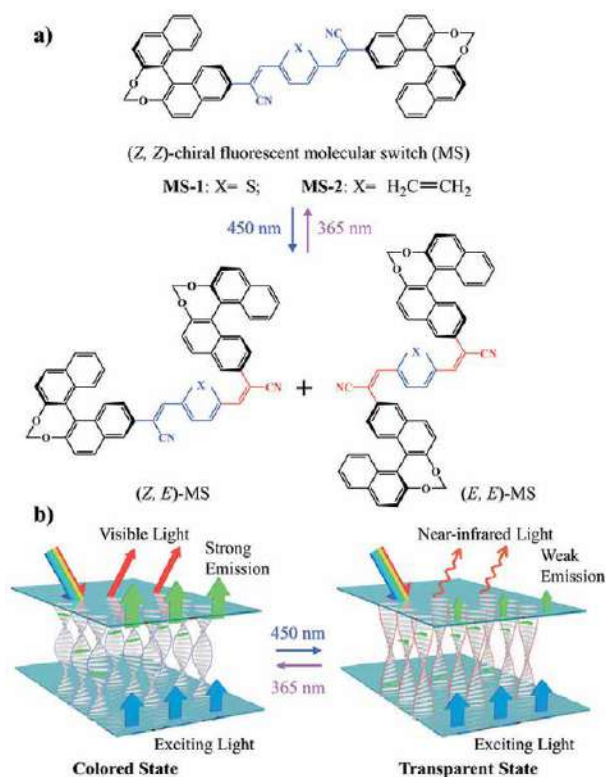 a)
NC
X
O
O
CN
O
O
(Z, Z)-chiral fluorescent molecular switch (MS)
MS-1: X= S; MS-2: X= H₂C=CH₂
450 nm 365 nm
O
O
O
O
X
CN
CN
(Z, E)-MS
+
O
O
X
CN
NC
O
O
(E, E)-MS
b)
Visible Light
Strong
Emission
Exciting Light
Colored State
450 nm
365 nm
Near-infrared Light
Weak
Emission
Exciting Light
Transparent State